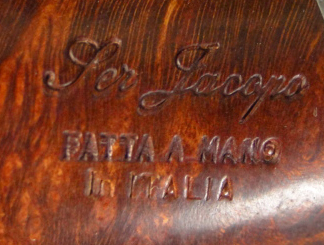 Ser Jacopo
FATTA A MANO
In ITALIA